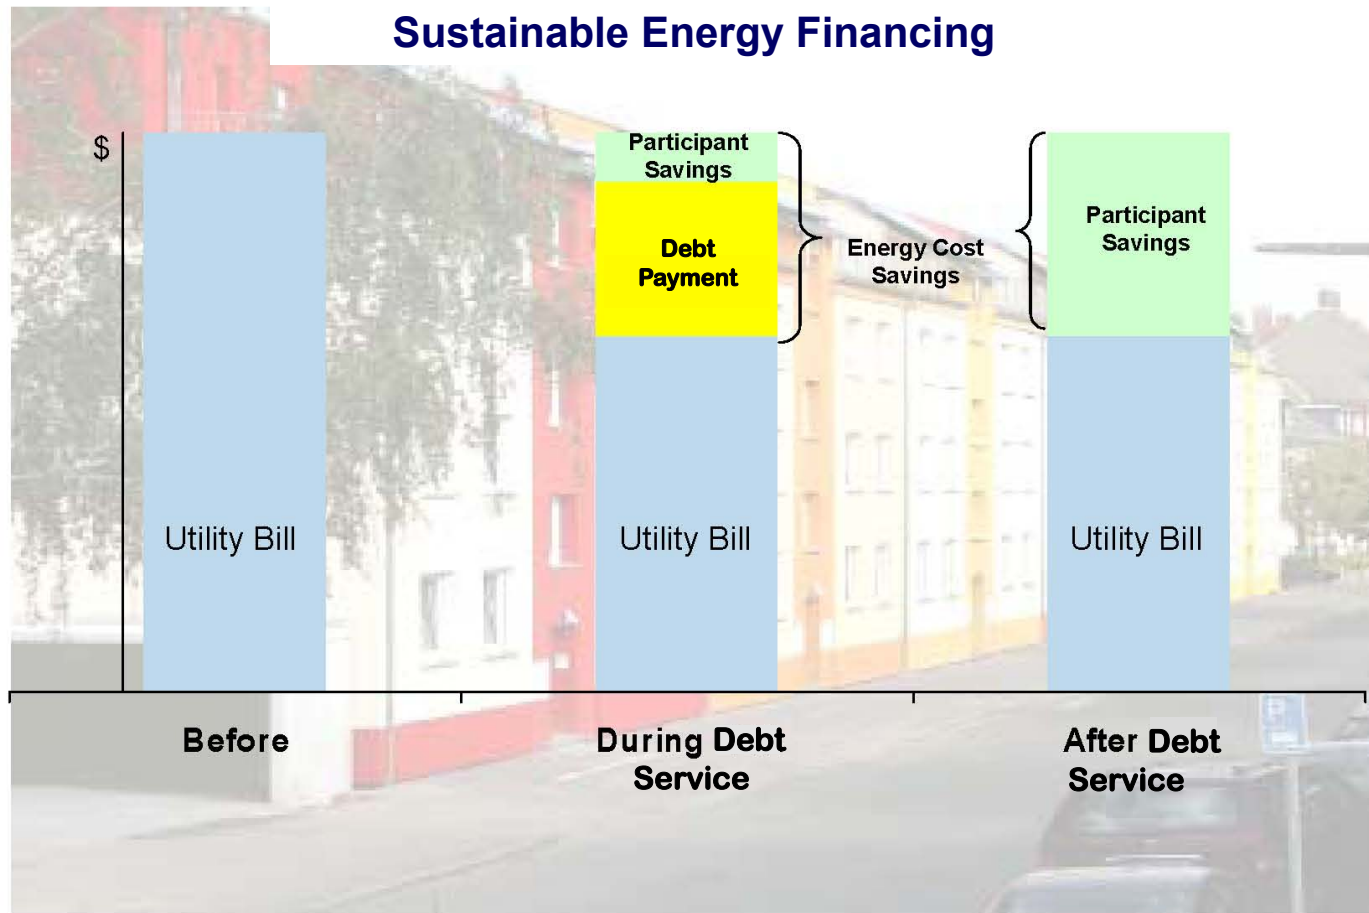 Sustainable Energy Financing
$
Participant
Savings
Debt
Payment
Energy Cost
Savings
Participant
Savings
Utility Bill
Utility Bill
Utility Bill
Before
During Debt
Service
After Debt
Service